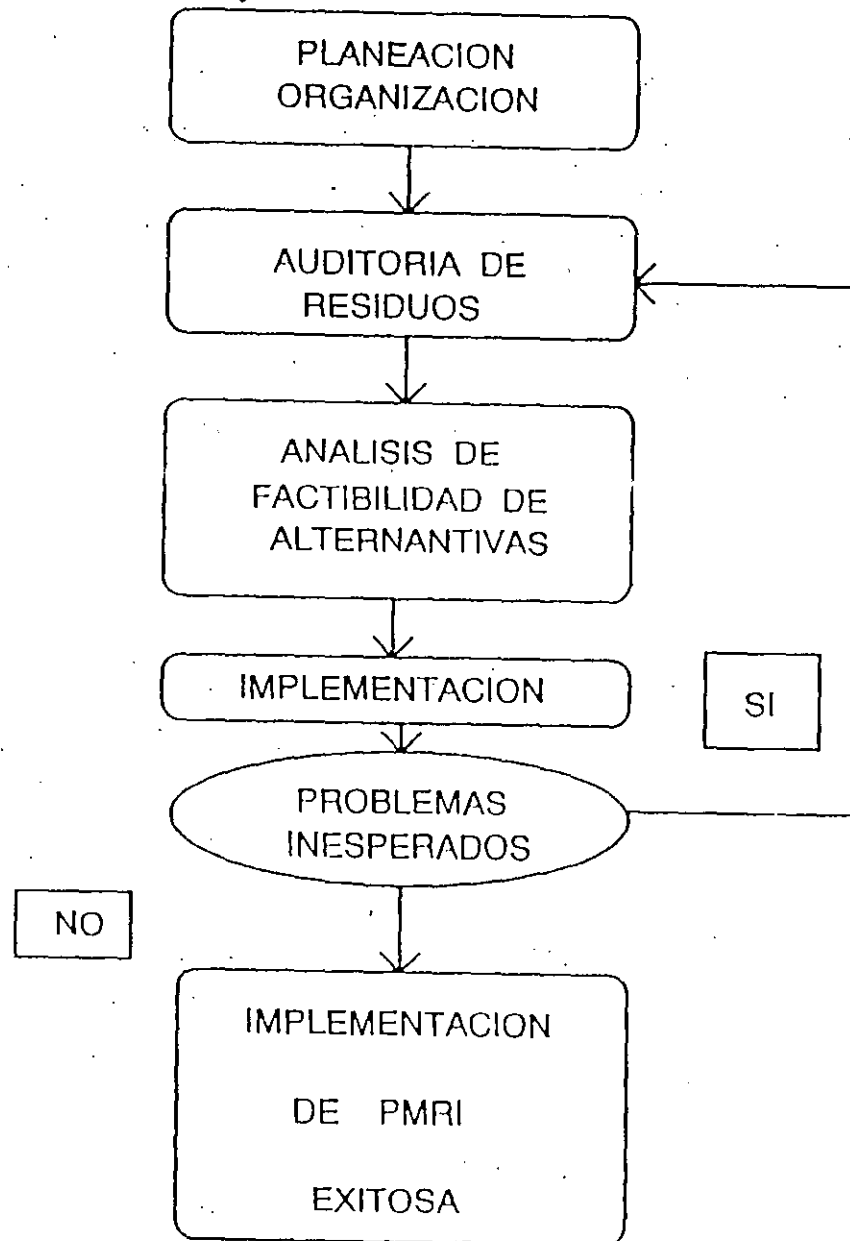 PLANEACION
ORGANIZACION
AUDITORIA DE
RESIDUOS
ANALISIS DE
FACTIBILIDAD DE
ALTERNANTIVAS
IMPLEMENTACION
SI
PROBLEMAS
INESPERADOS
NO
IMPLEMENTACION
DE PMRI
EXITOSA